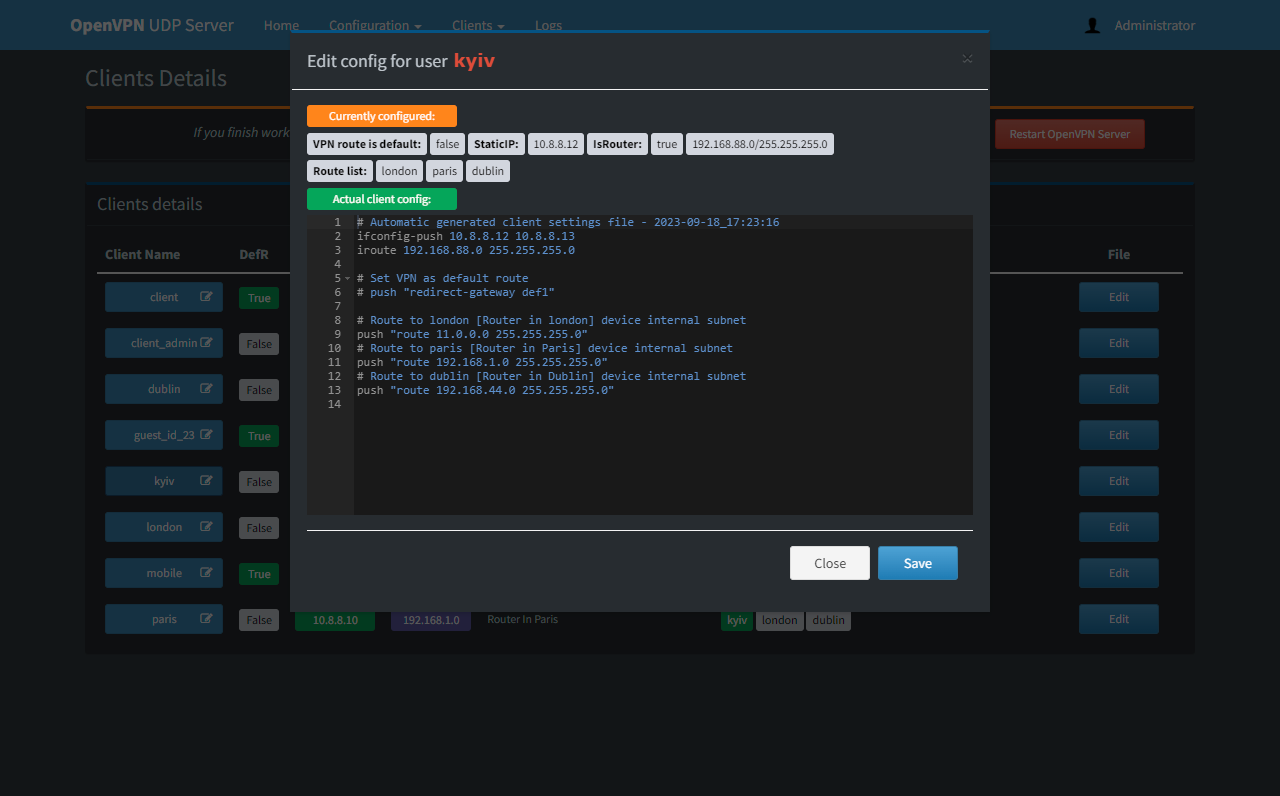 OpenVPN UDP Server Home Configuration Clients Logs Administrator
Edit config for user kyiv ×
Clients Details
Currently configured:
If you finish work
Restart OpenVPN Server
VPN route is default: false StaticIP: 10.8.8.12 IsRouter: true 192.168.88.0/255.255.255.0
Route list: london paris dublin
Actual client config:
Clients details
1 # Automatic generated client settings file - 2023-09-18_17:23:16
2 ifconfig-push 10.8.8.12 10.8.8.13
3 iroute 192.168.88.0 255.255.255.0
4
5 # Set VPN as default route
6 # push "redirect-gateway def1"
7
8 # Route to london [Router in london] device internal subnet
9 push "route 11.0.0.0 255.255.255.0"
10 # Route to paris [Router in Paris] device internal subnet
11 push "route 192.168.1.0 255.255.255.0"
12 # Route to dublin [Router in Dublin] device internal subnet
13 push "route 192.168.44.0 255.255.255.0"
14
Close Save
Client Name DefR File
client True Edit
client_admin False Edit
dublin False Edit
guest_id_23 True Edit
kyiv False Edit
london False Edit
mobile True Edit
paris False 10.8.8.10 192.168.1.0 Router In Paris kyiv london dublin Edit